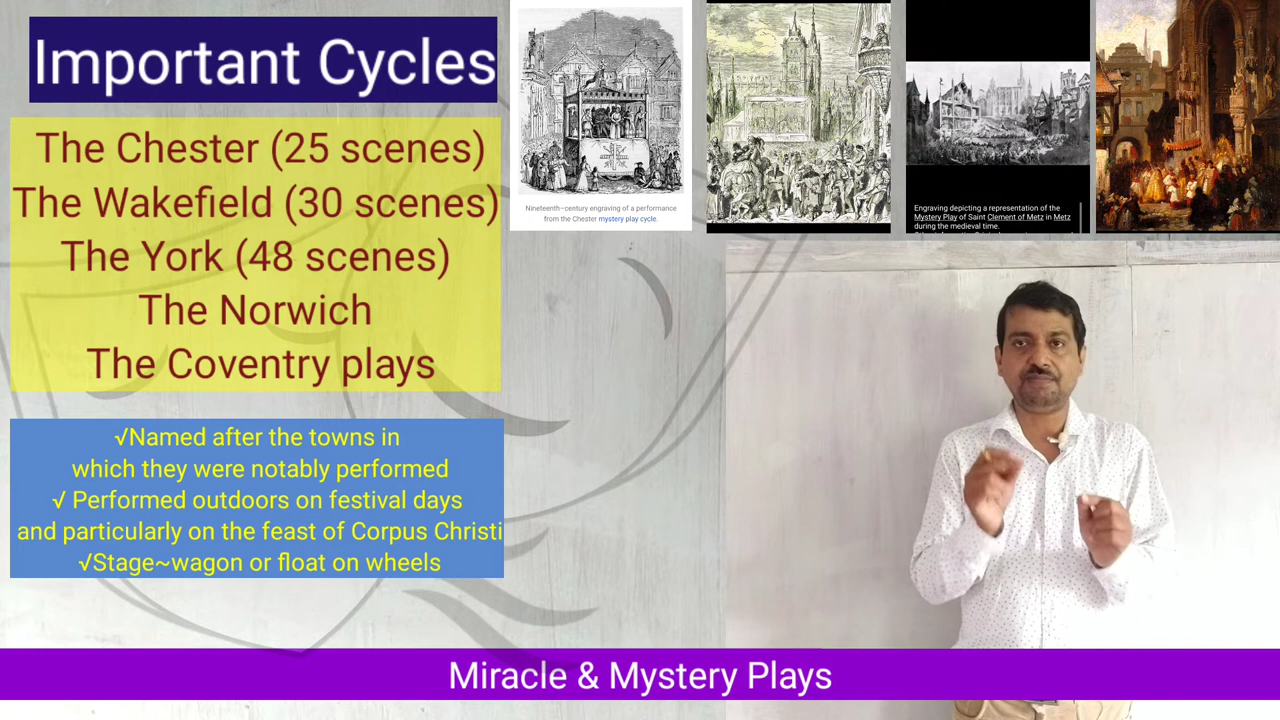 Important Cycles
The Chester (25 scenes)
The Wakefield (30 scenes)
The York (48 scenes)
The Norwich
The Coventry plays
√Named after the towns in
which they were notably performed
√ Performed outdoors on festival days
and particularly on the feast of Corpus Christi
√Stage~wagon or float on wheels
Nineteenth-century engraving of a performance
from the Chester mystery play cycle.
Engraving depicting a representation of the
Mystery Play of Saint Clement of Metz in Metz
during the medieval time.
Miracle & Mystery Plays